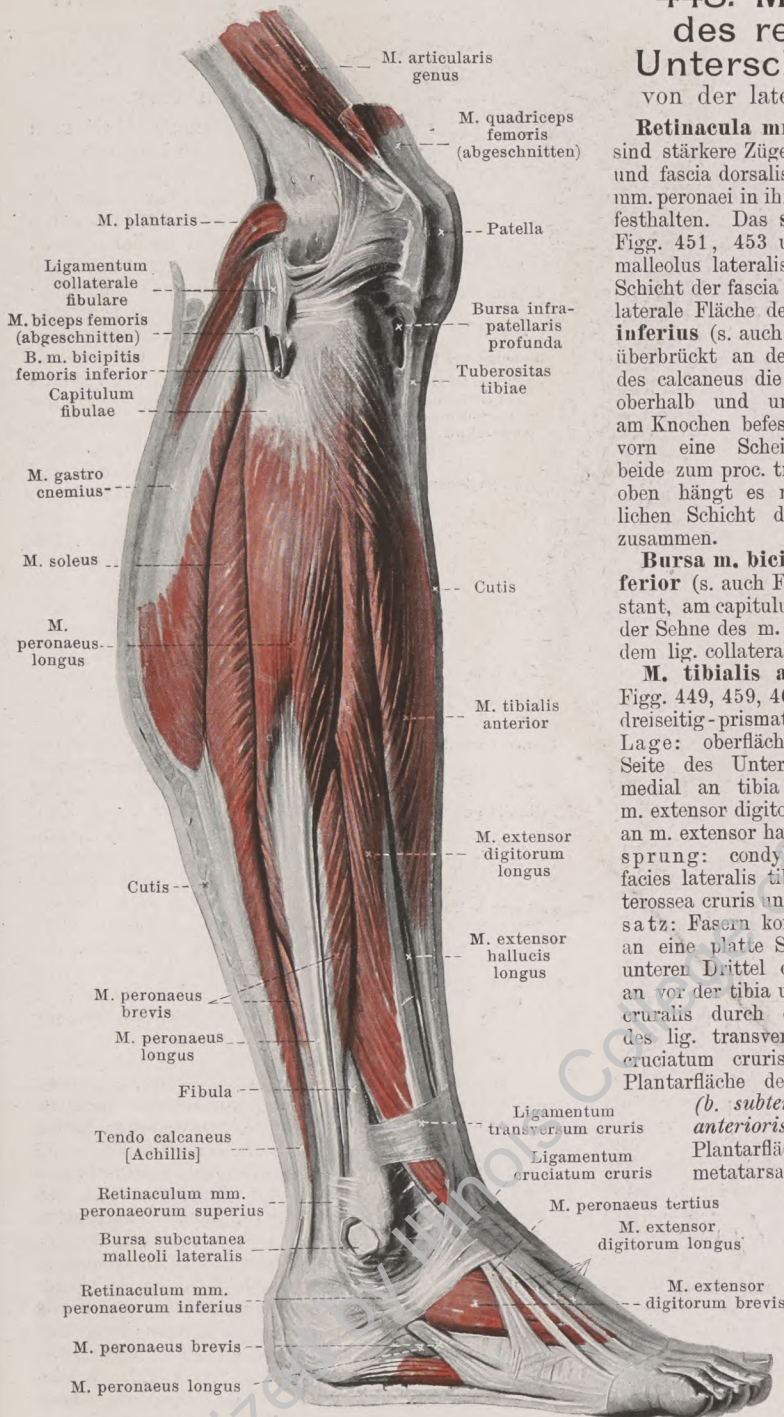 M. articularis
genus
M. quadriceps
femoris
(abgeschnitten)
M. plantaris
Patella
Ligamentum
collaterale
fibulare
M. biceps femoris
(abgeschnitten)
B. m. bicipitis
femoris inferior
Capitulum
fibulae
Bursa infra-
patellaris
profunda
Tuberositas
tibiae
M. gastro
cnemius
M. soleus
Cutis
M.
peronaeus
longus
M. tibialis
anterior
M. extensor
digitorum
longus
Cutis
M. extensor
hallucis
longus
M. peronaeus
brevis
M. peronaeus
longus
Fibula
Ligamentum
transversum cruris
Tendo calcaneus
[Achillis]
Ligamentum
cruciatum cruris
Retinaculum mm.
peronaeorum superius
M. peronaeus tertius
Bursa subcutanea
malleoli lateralis
M. extensor
digitorum longus
Retinaculum mm.
peronaeorum inferius
M. extensor
digitorum brevis
M. peronaeus brevis
M. peronaeus longus
des re
Untersc
von der late
Retinacula
sind stärkere Züge
und fascia dorsalis
mm. peronaei in ih
festhalten. Das s
Figg. 451, 453 u
malleolus lateralis
Schicht der fascia
laterale Fläche de
inferius (s. auch
überbrückt an de
des calcaneus die
oberhalb und un
am Knochen befes
vorn eine Schei
beide zum proc. t
oben hängt es
lichen Schicht d
zusammen.
Bursa m. bici
ferior (s. auch F
stant, am capitulu
der Sehne des m.
dem lig. collatera
M. tibialis a
Figg. 449, 459, 46
dreiseitig-prismat
Lage: oberfläch
Seite des Unter
medial an tibia
m. extensor digito
an m. extensor ha
sprung: condy
facies lateralis ti
terossea cruris un
satz: Fasern ko
an eine platte S
unteren Drittel
an vor der tibia u
cruralis durch
des lig. transver
cruciatum cruris
Plantarfläche de
(b. subte
anterioris
Plantarflä
metatarsa